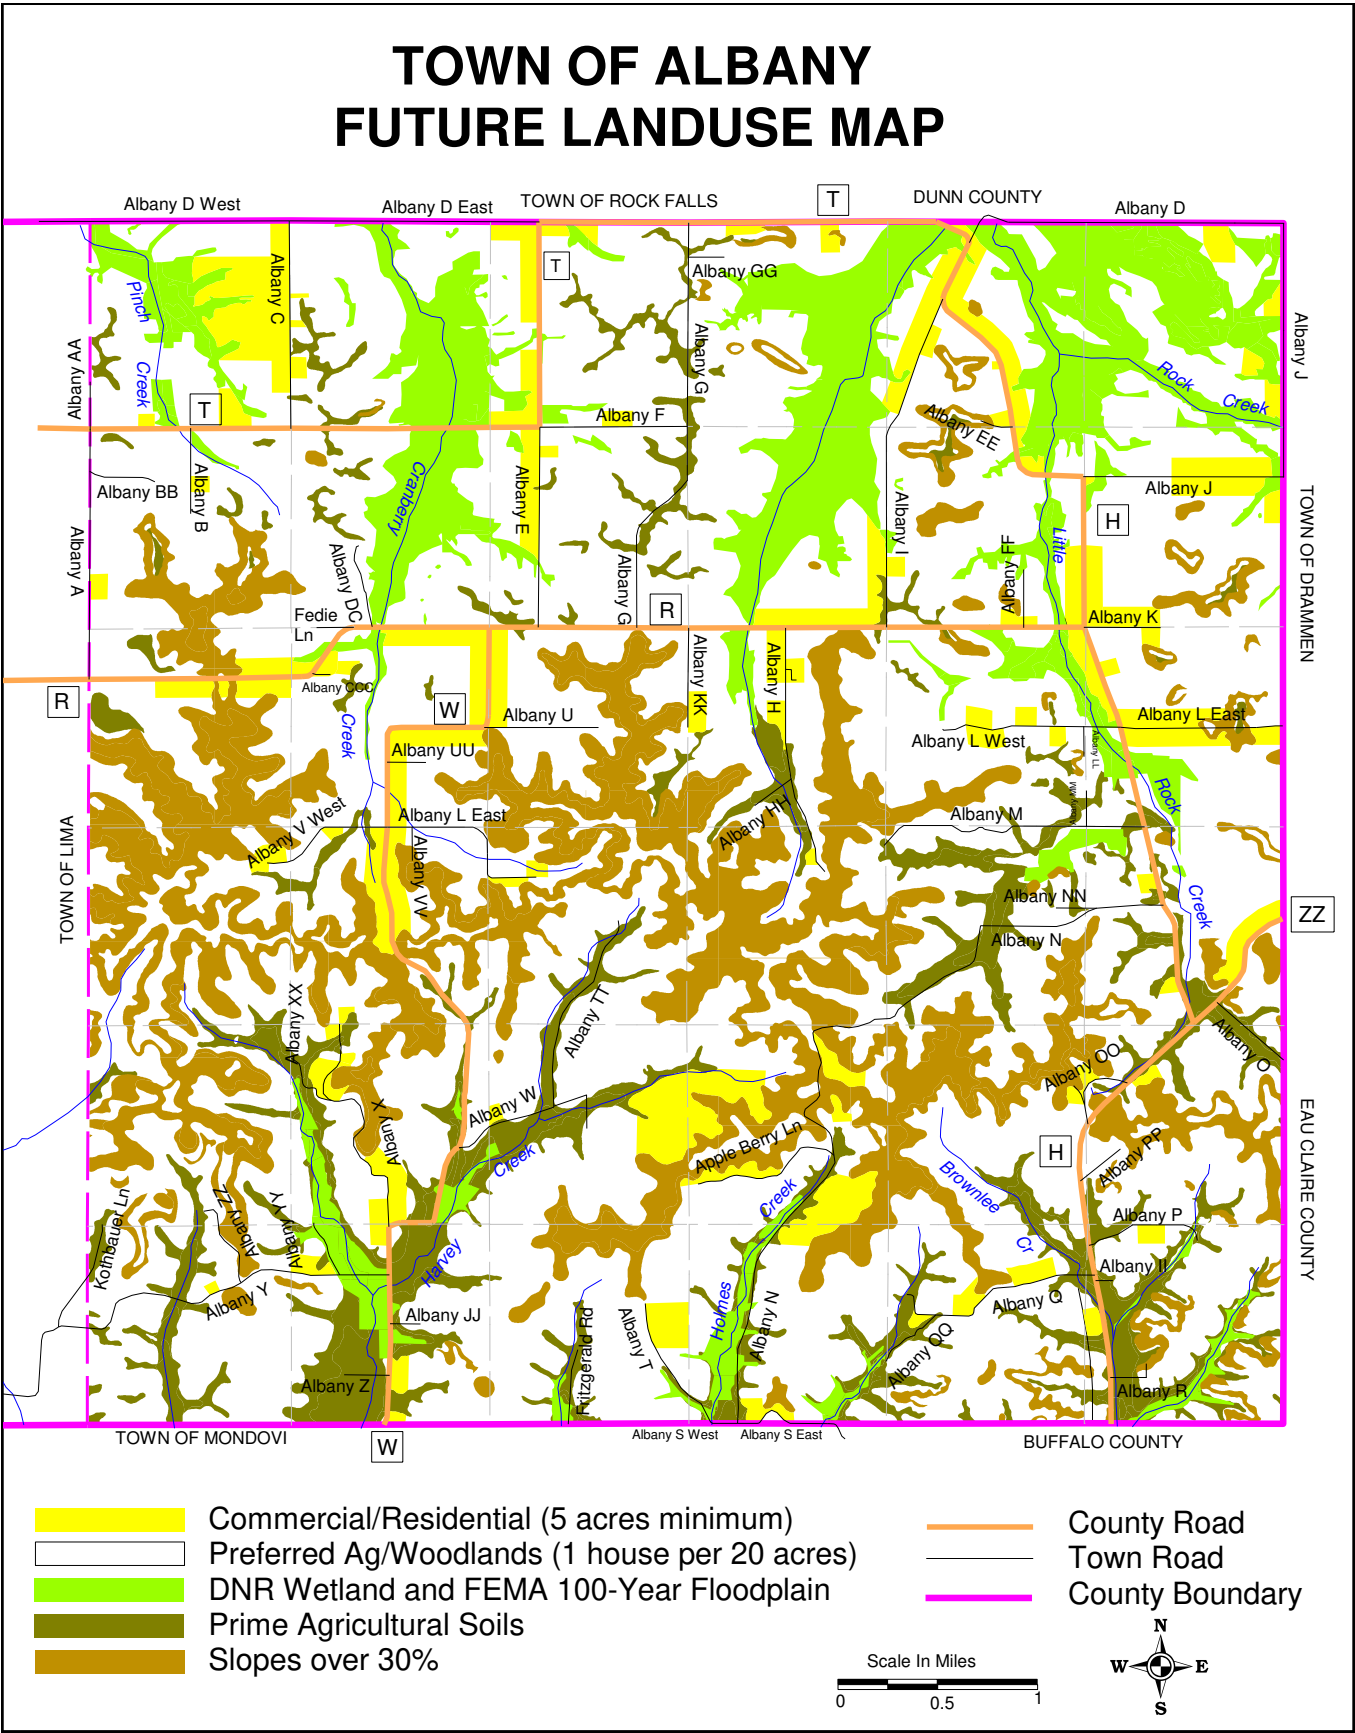 TOWN OF ALBANY
FUTURE LANDUSE MAP
Albany D West
Albany D East
TOWN OF ROCK FALLS
T
DUNN COUNTY
Albany D
Pinch
Creek
Albany C
T
Albany GG
Albany G
Albany AA
T
Albany F
Albany EE
Rock
Creek
Albany J
Albany BB
Albany B
Cranberry
Albany E
Albany I
Albany J
H
TOWN OF DRAMMEN
Albany A
Albany DC
Albany G
Albany FF
Little
Fedie
Ln
R
Albany K
Albany CCC
Albany KK
Albany H
R
W
Albany U
Creek
Albany UU
Albany L West
Albany L East
Albany LL
Albany V West
Albany L East
Albany VV
Albany HH
Albany M
Albany MM
Rock
TOWN OF LIMA
Albany NN
Albany N
Creek
ZZ
Albany XX
Albany TT
Albany O
Albany OO
Albany X
Albany W
Creek
Apple Berry Ln
H
Albany PP
EAU CLAIRE COUNTY
Kothbauer Ln
Albany ZZ
Albany YY
Creek
Brownlee
Cr
Albany P
Harvey
Albany II
Albany Y
Albany JJ
Fritzgerald Rd
Albany T
Holmes
Albany N
Albany Q
Albany QQ
Albany Z
Albany R
TOWN OF MONDOVI
W
Albany S West
Albany S East
BUFFALO COUNTY
Commercial/Residential (5 acres minimum)
Preferred Ag/Woodlands (1 house per 20 acres)
DNR Wetland and FEMA 100-Year Floodplain
Prime Agricultural Soils
Slopes over 30%
County Road
Town Road
County Boundary
Scale In Miles
0
0.5
1
N
W
E
S